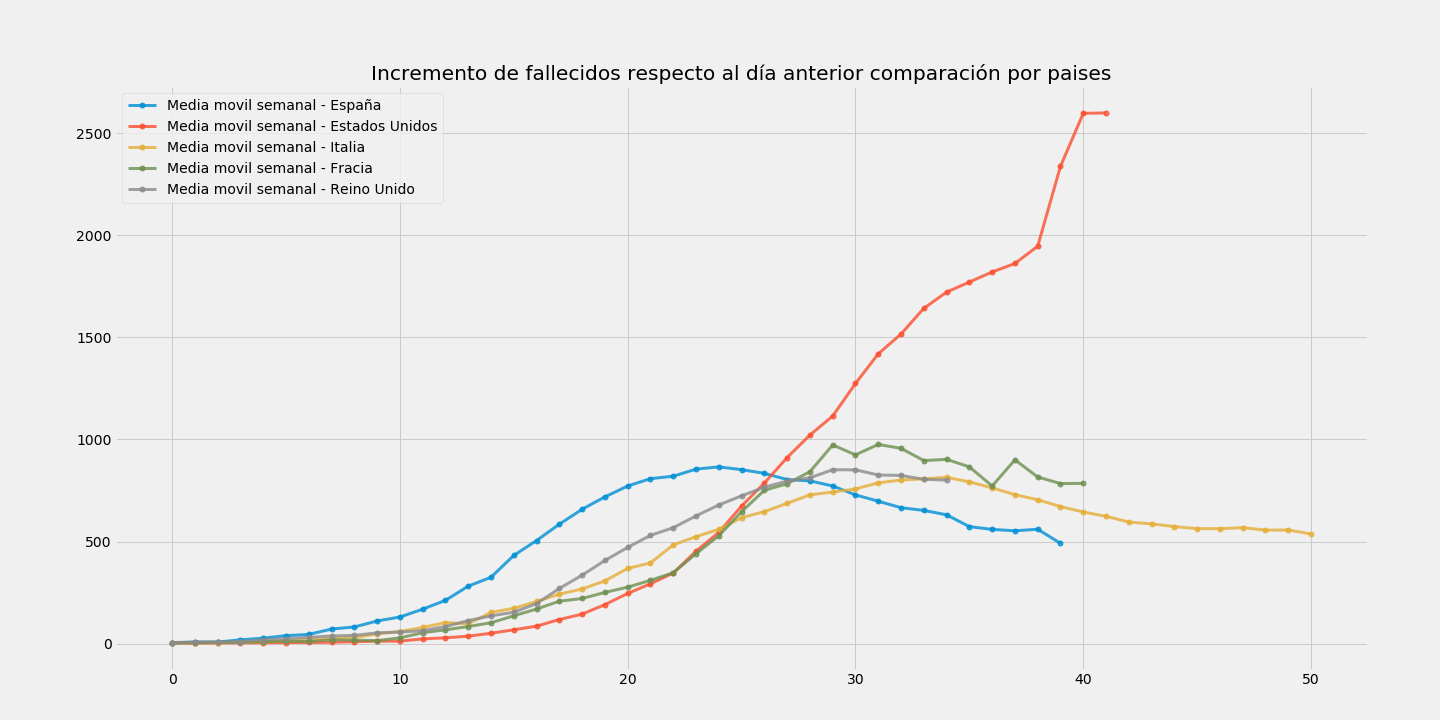 Incremento de fallecidos respecto al día anterior comparación por paises
Media movil semanal - España
Media movil semanal - Estados Unidos
Media movil semanal - Italia
Media movil semanal - Fracia
Media movil semanal - Reino Unido
2500
2000
1500
1000
500
0
0 10 20 30 40 50